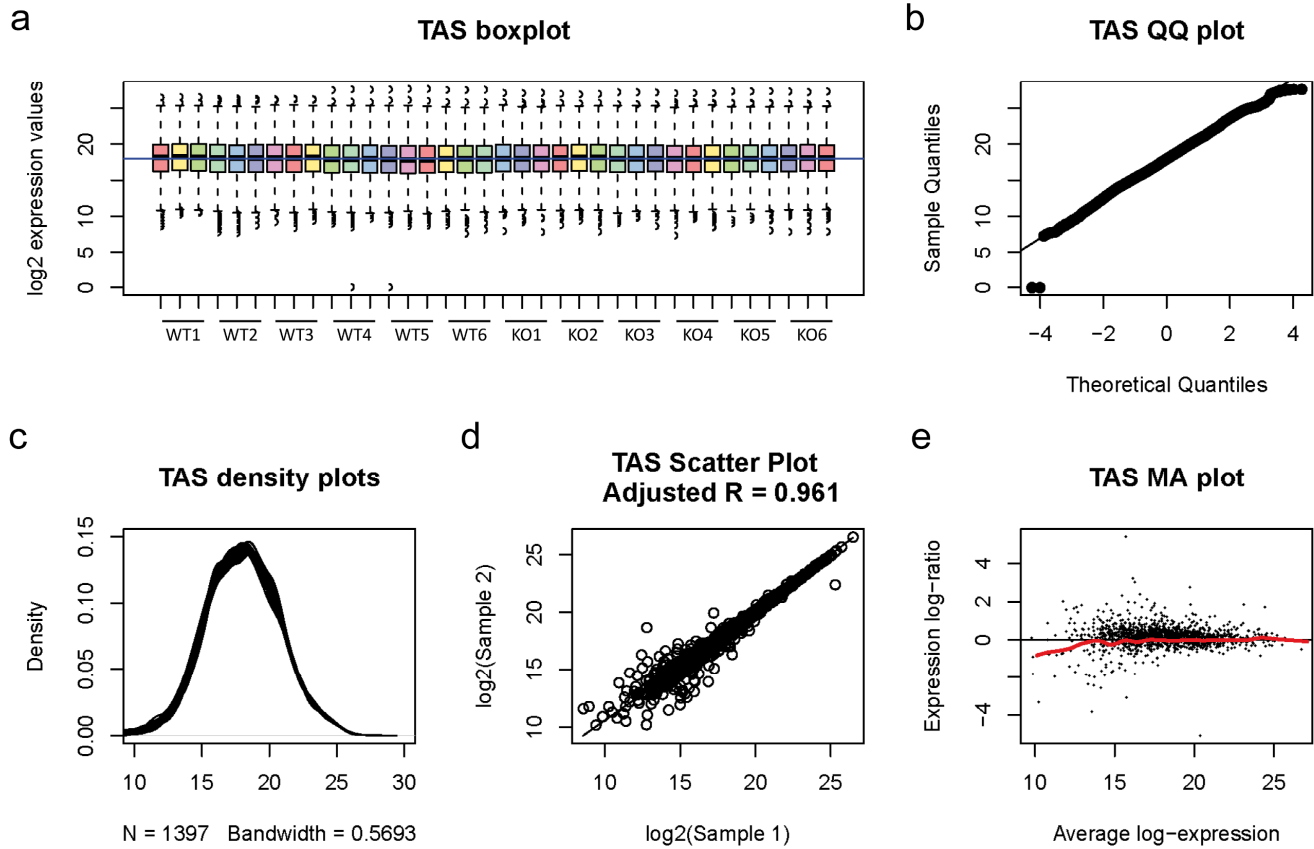 a
TAS boxplot
log2 expression values
20
10
5
0
WT1 WT2 WT3 WT4 WT5 WT6 KO1 KO2 KO3 KO4 KO5 KO6
b
TAS QQ plot
Sample Quantiles
20
10
5
0
−4 −2 0 2 4
Theoretical Quantiles
c
TAS density plots
Density
0.15
0.10
0.05
0.00
10 15 20 25 30
N = 1397 Bandwidth = 0.5693
d
TAS Scatter Plot
Adjusted R = 0.961
log2(Sample 2)
25
20
15
10
10 15 20 25
log2(Sample 1)
e
TAS MA plot
Expression log−ratio
4
2
0
−4
10 15 20 25
Average log−expression